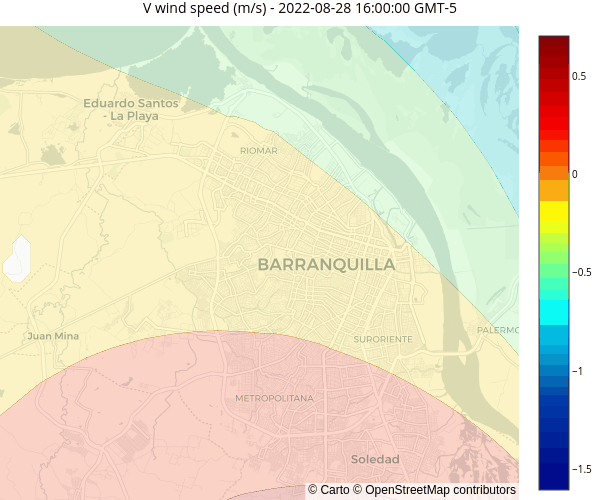 V wind speed (m/s) - 2022-08-28 16:00:00 GMT-5
Eduardo Santos
- La Playa
RIOMAR
BARRANQUILLA
Juan Mina
SURORIENTE
PALERMO
METROPOLITANA
Soledad
© Carto © OpenStreetMap contributors
0.5
0
−0.5
−1
−1.5